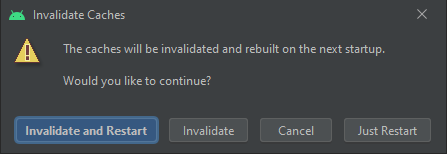 Invalidate Caches
The caches will be invalidated and rebuilt on the next startup.
Would you like to continue?
Invalidate and Restart Invalidate Cancel Just Restart